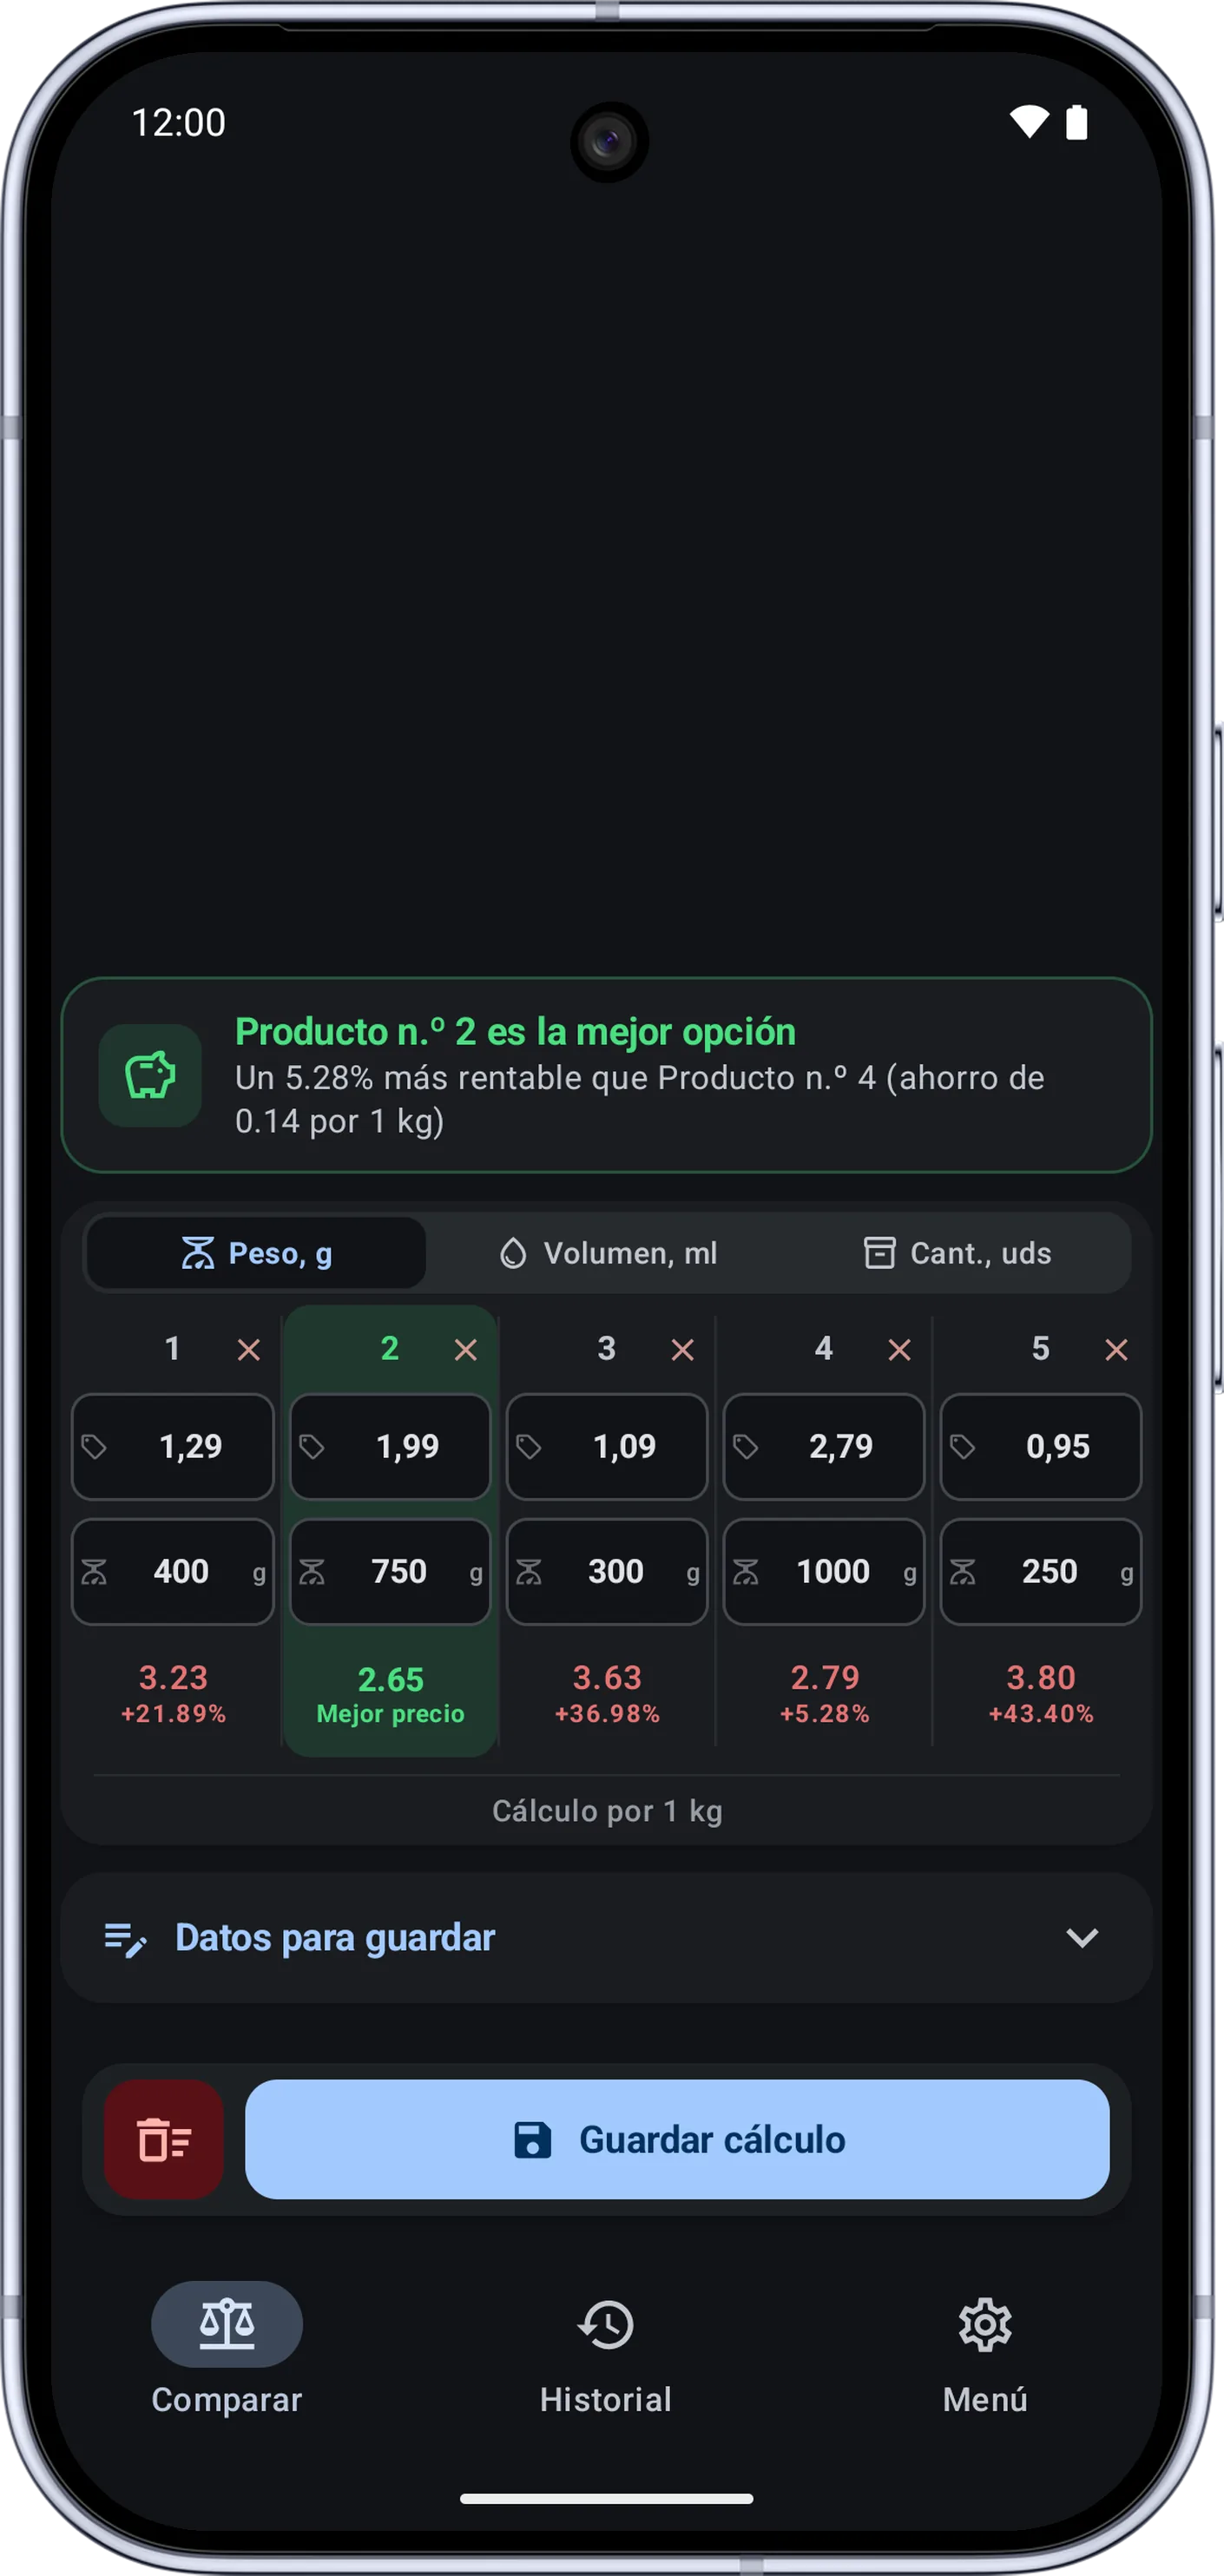 12:00
Producto n.º 2 es la mejor opción
Un 5.28% más rentable que Producto n.º 4 (ahorro de
0.14 por 1 kg)
Peso, g Volumen, ml Cant., uds
1 2 3 4 5
1,29 1,99 1,09 2,79 0,95
400 g 750 g 300 g 1000 g 250 g
3.23 2.65 3.63 2.79 3.80
+21.89% Mejor precio +36.98% +5.28% +43.40%
Cálculo por 1 kg
Datos para guardar
Guardar cálculo
Comparar Historial Menú